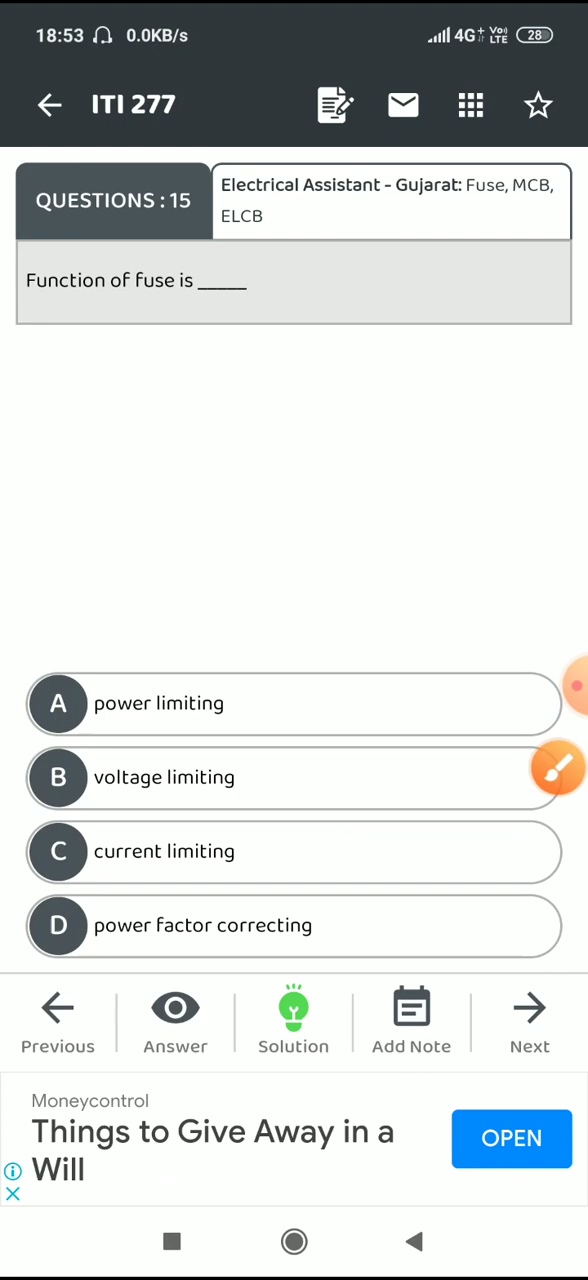 18:53 0.0KB/s 4G+ Vo)) LTE 28
ITI 277
QUESTIONS : 15
Electrical Assistant - Gujarat: Fuse, MCB,
ELCB
Function of fuse is _____
A power limiting
B voltage limiting
C current limiting
D power factor correcting
Previous Answer Solution Add Note Next
Moneycontrol
Things to Give Away in a
Will
OPEN